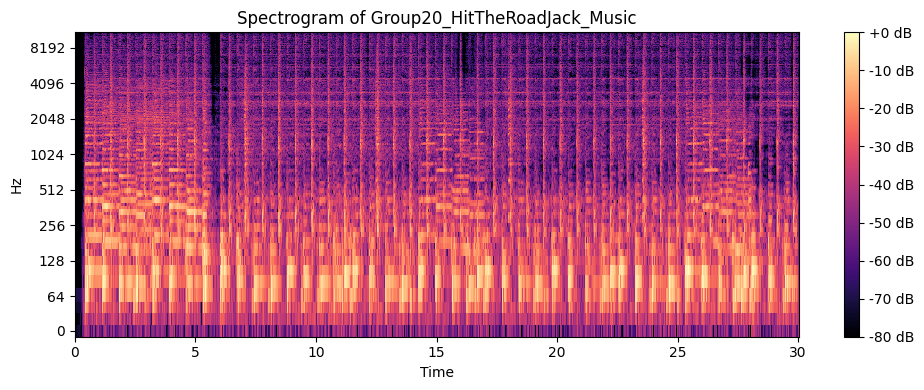 Spectrogram of Group20_HitTheRoadJack_Music
8192
4096
2048
1024
512
256
128
64
0
Hz
0
5
10
15
20
25
30
Time
+0 dB
-10 dB
-20 dB
-30 dB
-40 dB
-50 dB
-60 dB
-70 dB
-80 dB